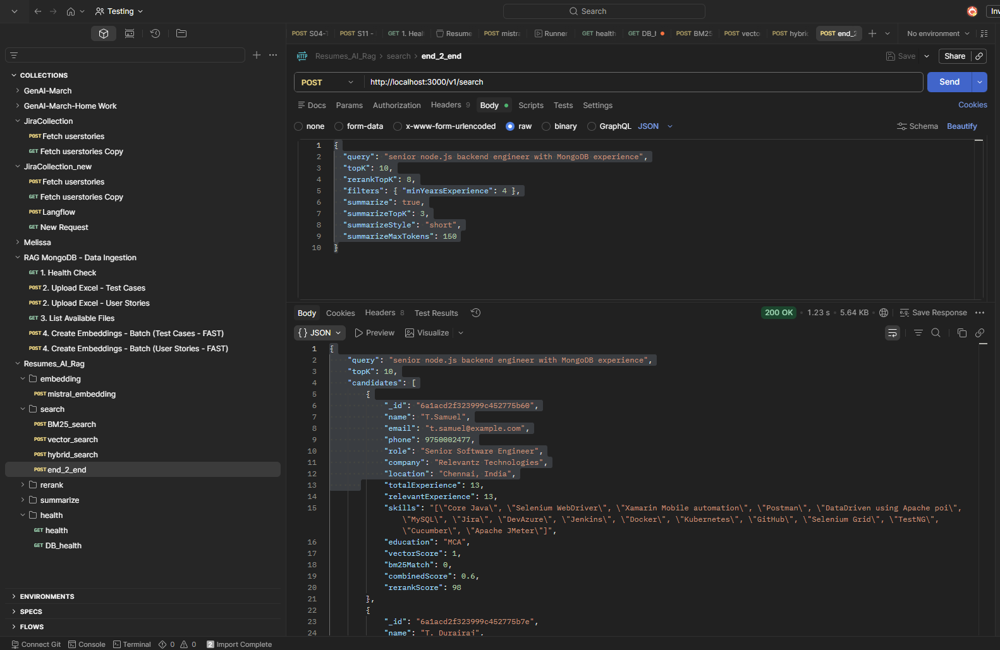 Testing
Search
Inv
POST S04-
POST S11 -
GET 1. Heal
Resume
POST mistr
Runner
GET health
GET DB_
POST BM25
POST vecto
POST hybri
POST end_2
No environment
COLLECTIONS
GenAI-March
GenAI-March-Home Work
JiraCollection
POST Fetch userstories
GET Fetch userstories Copy
JiraCollection_new
POST Fetch userstories
GET Fetch userstories Copy
POST Langflow
GET New Request
Melissa
RAG MongoDB - Data Ingestion
GET 1. Health Check
POST 2. Upload Excel - Test Cases
POST 2. Upload Excel - User Stories
GET 3. List Available Files
POST 4. Create Embeddings - Batch (Test Cases - FAST)
POST 4. Create Embeddings - Batch (User Stories - FAST)
Resumes_AI_Rag
embedding
POST mistral_embedding
search
POST BM25_search
POST vector_search
POST hybrid_search
POST end_2_end
rerank
summarize
health
GET health
GET DB_health
ENVIRONMENTS
SPECS
FLOWS
HTTP Resumes_AI_Rag > search > end_2_end
Save
Share
POST http://localhost:3000/v1/search
Send
Docs Params Authorization Headers 9 Body Scripts Tests Settings
Cookies
none form-data x-www-form-urlencoded raw binary GraphQL JSON
Schema Beautify
1 {
2 "query": "senior node.js backend engineer with MongoDB experience",
3 "topK": 10,
4 "rerankTopK": 8,
5 "filters": { "minYearsExperience": 4 },
6 "summarize": true,
7 "summarizeTopK": 3,
8 "summarizeStyle": "short",
9 "summarizeMaxTokens": 150
10 }
Body Cookies Headers 8 Test Results
200 OK • 1.23 s • 5.64 KB
e.g. Save Response
{} JSON Preview Visualize
1 {
2 "query": "senior node.js backend engineer with MongoDB experience",
3 "topK": 10,
4 "candidates": [
5 {
6 "_id": "6a1acd2f323999c452775b60",
7 "name": "T.Samuel",
8 "email": "t.samuel@example.com",
9 "phone": 9750002477,
10 "role": "Senior Software Engineer",
11 "company": "Relevantz Technologies",
12 "location": "Chennai, India",
13 "totalExperience": 13,
14 "relevantExperience": 13,
15 "skills": "[\"Core Java\", \"Selenium WebDriver\", \"Xamarin Mobile automation\", \"Postman\", \"DataDriven using Apache poi\",
\"MySQL\", \"Jira\", \"DevAzure\", \"Jenkins\", \"Docker\", \"Kubernetes\", \"GitHub\", \"Selenium Grid\", \"TestNG\",
\"Cucumber\", \"Apache JMeter\"]",
16 "education": "MCA",
17 "vectorScore": 1,
18 "bm25Match": 0,
19 "combinedScore": 0.6,
20 "rerankScore": 98
21 },
22 {
23 "_id": "6a1acd2f323999c452775b7e",
24 "name": "T. Durairaj",
Connect Git Console Terminal 0 0 2 Import Complete